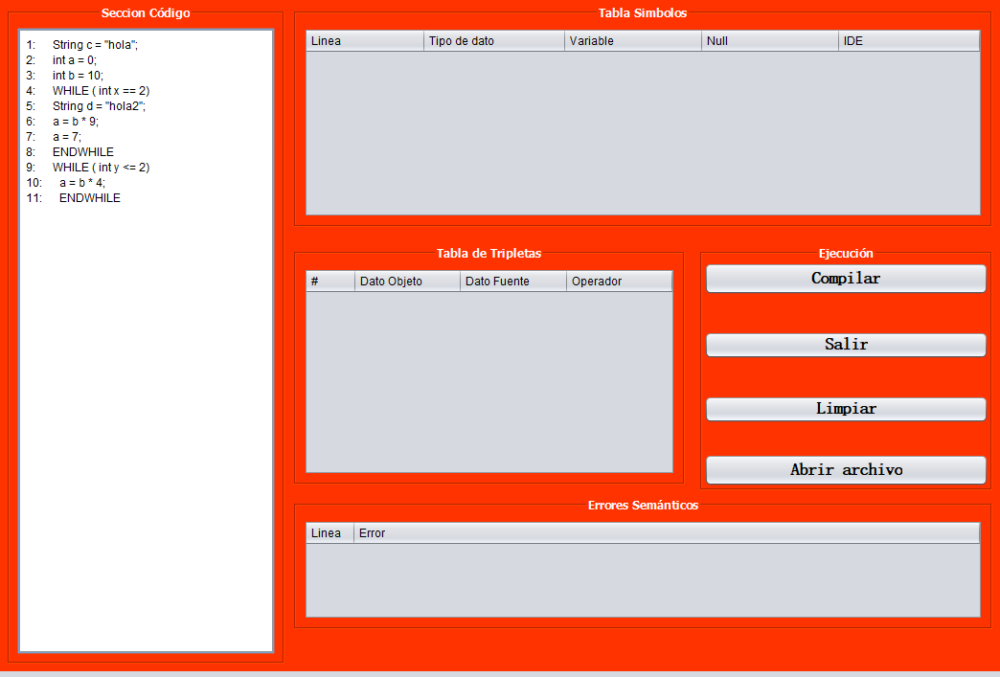 Seccion Código
1: String c = "hola";
2: int a = 0;
3: int b = 10;
4: WHILE ( int x == 2)
5: String d = "hola2";
6: a = b * 9;
7: a = 7;
8: ENDWHILE
9: WHILE ( int y <= 2)
10: a = b * 4;
11: ENDWHILE
Tabla Simbolos
Linea Tipo de dato Variable Null IDE
Tabla de Tripletas
# Dato Objeto Dato Fuente Operador
Ejecución
Compilar
Salir
Limpiar
Abrir archivo
Errores Semánticos
Linea Error